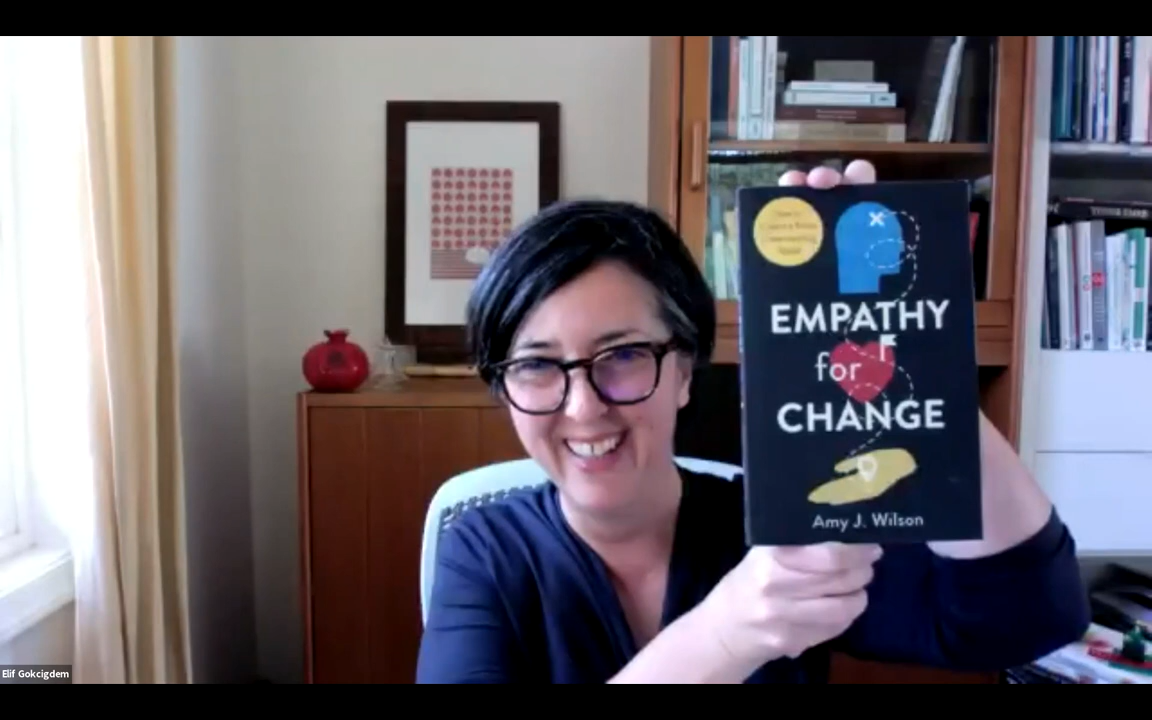 EMPATHY
for
CHANGE
Amy J. Wilson
Elif Gokcigdem